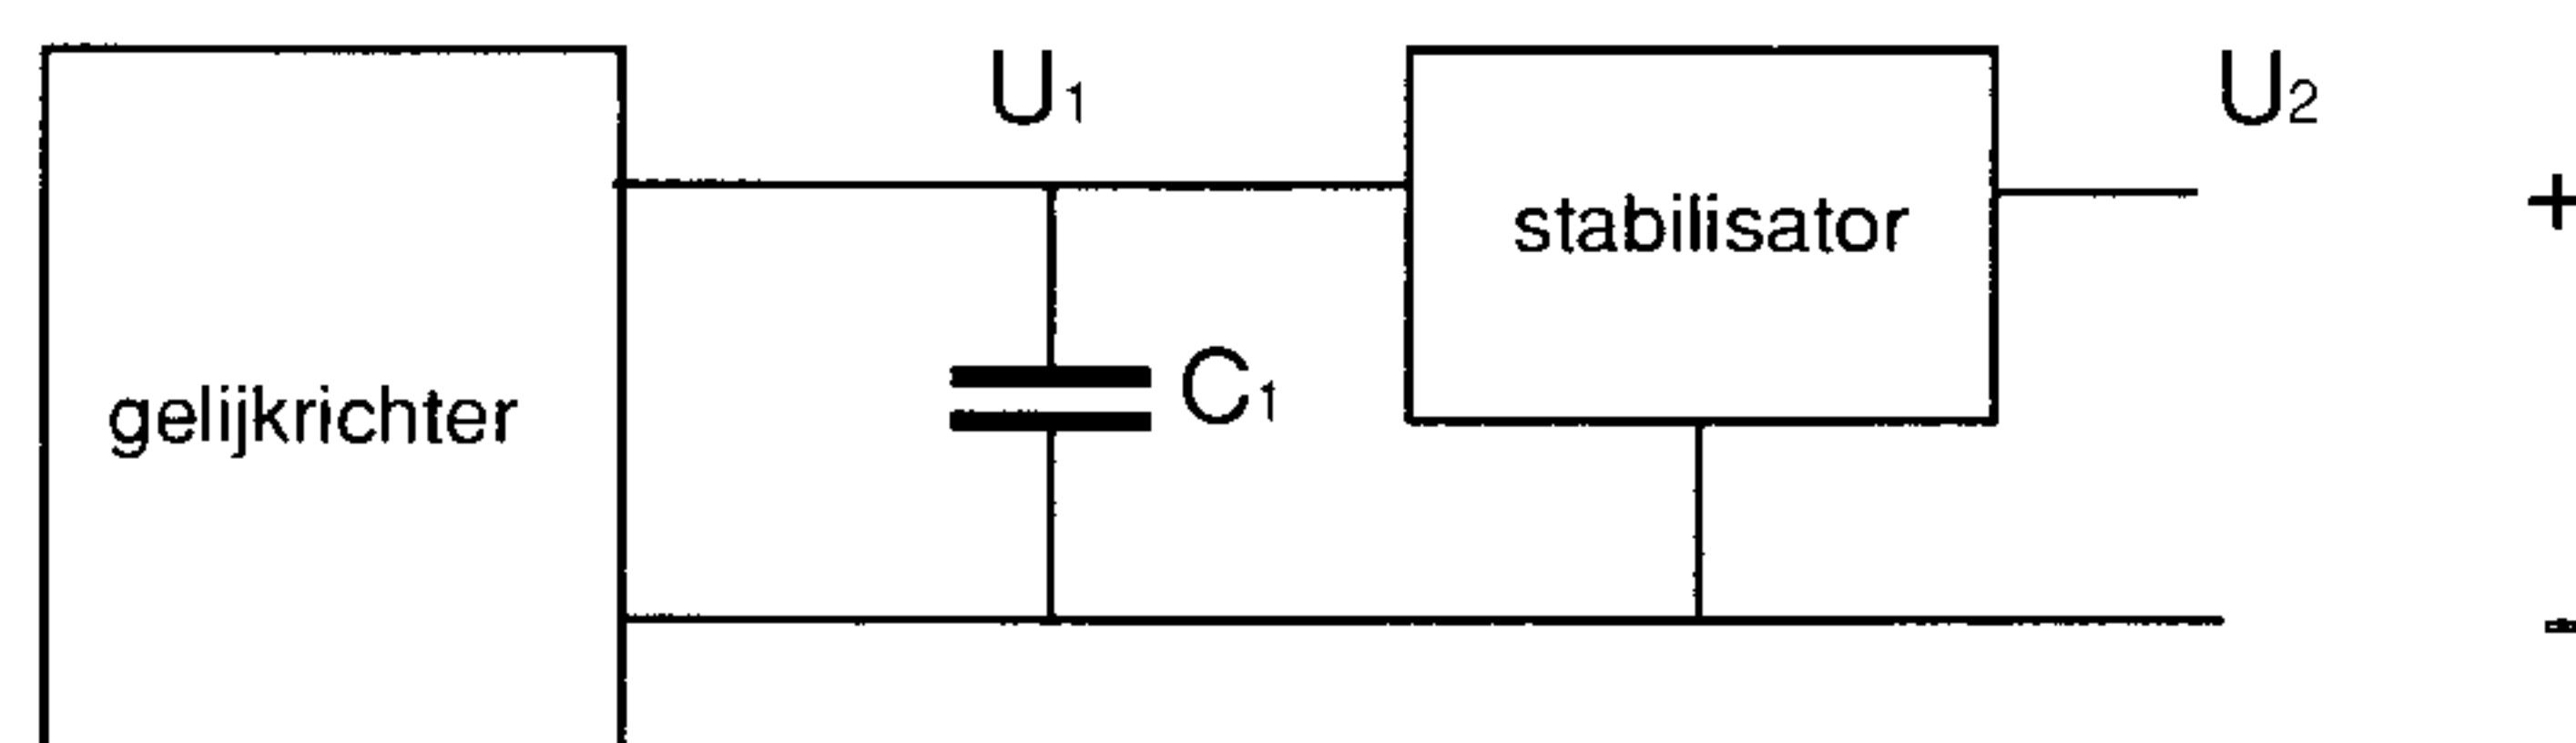 U1
U2
stabilisator
+
C1
gelijkrichter
-